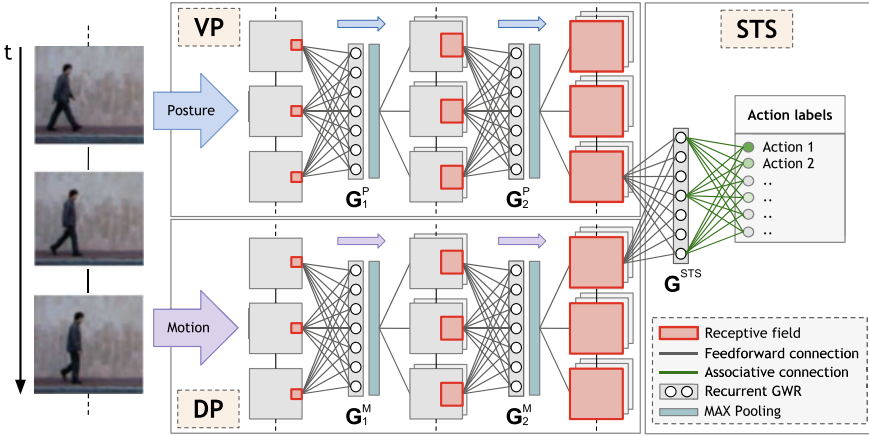 t
VP
Posture
G₁ᴾ
G₂ᴾ
DP
Motion
G₁ᴹ
G₂ᴹ
STS
Action labels
Action 1
Action 2
..
..
..
..
Gˢᵀˢ
Receptive field
Feedforward connection
Associative connection
Recurrent GWR
MAX Pooling